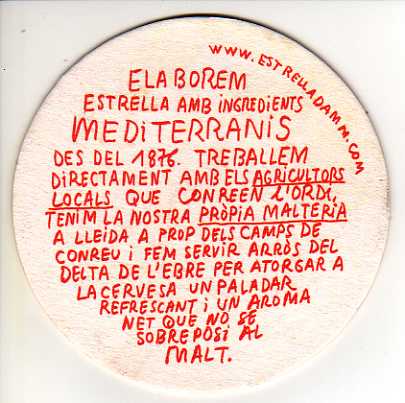 WWW.ESTRELLADAMM.COM
ELABOREM
ESTRELLA AMB INGREDIENTS
MEDITERRANIS
DES DEL 1876. TREBALLEM
DIRECTAMENT AMB ELS AGRICULTORS
LOCALS QUE CONREEN L'ORDI,
TENIM LA NOSTRA PRÒPIA MALTERIA
A LLEIDA A PROP DELS CAMPS DE
CONREU I FEM SERVIR ARRÒS DEL
DELTA DE L'EBRE PER ATORGAR A
LA CERVESA UN PALADAR
REFRESCANT I UN AROMA
NET QUE NO SE
SOBREPOSI AL
MALT.